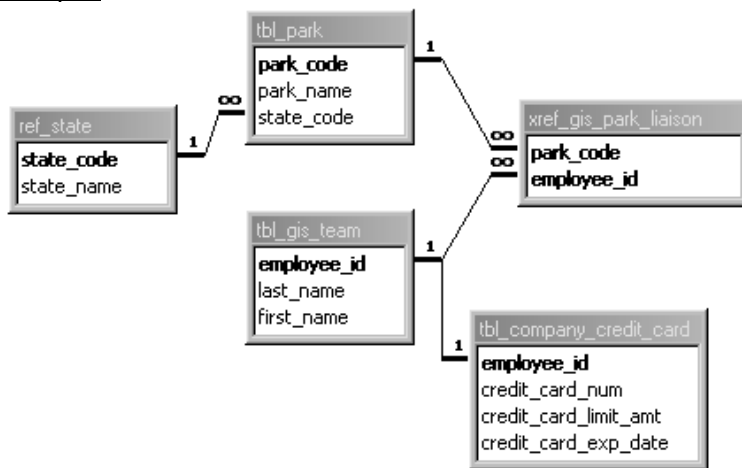 tbl_park
park_code
park_name
state_code
1
∞
1
ref_state
state_code
state_name
xref_gis_park_liaison
park_code
employee_id
∞
∞
tbl_gis_team
employee_id
last_name
first_name
1
1
tbl_company_credit_card
employee_id
credit_card_num
credit_card_limit_amt
credit_card_exp_date